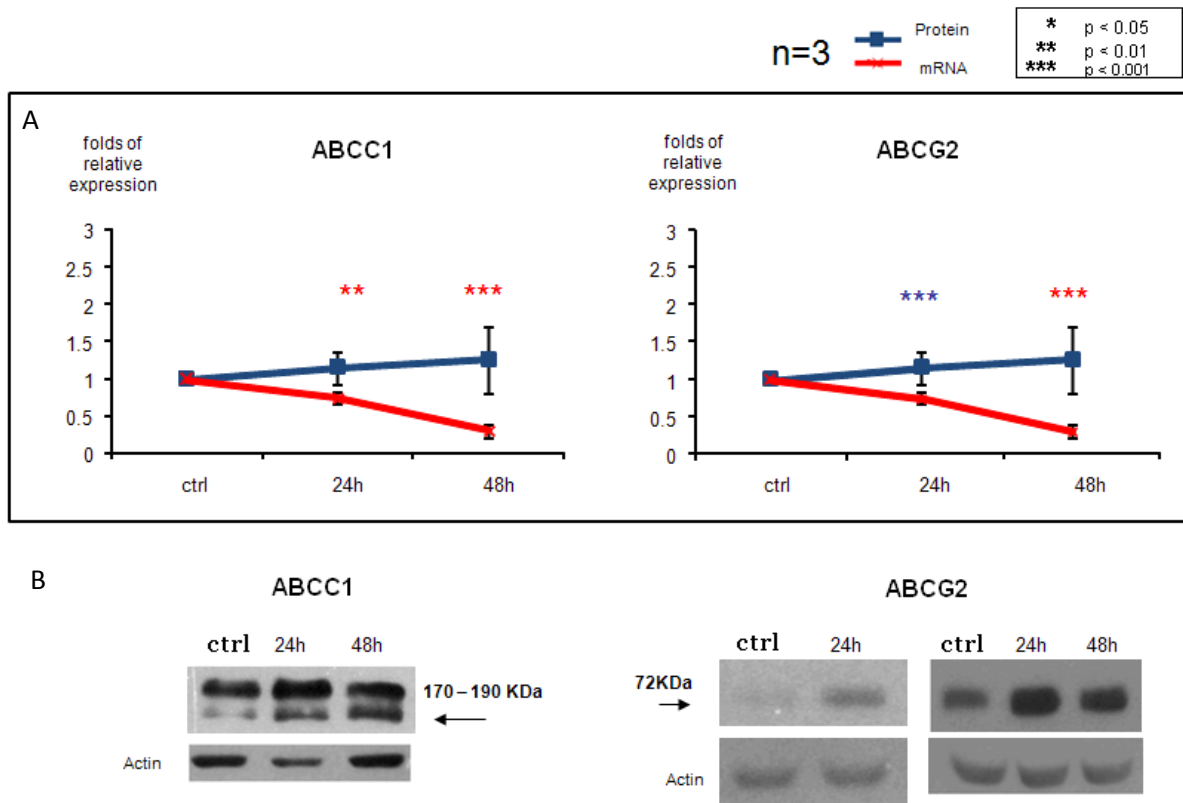 n=3
Protein
mRNA
* p < 0.05
** p < 0.01
*** p < 0.001
A
folds of
relative
expression
ABCC1
3
2.5
2
1.5
1
0.5
0
** ***
ctrl 24h 48h
folds of
relative
expression
ABCG2
3
2.5
2
1.5
1
0.5
0
*** ***
ctrl 24h 48h
B
ABCC1
ctrl 24h 48h
170 – 190 KDa
Actin
ABCG2
ctrl 24h
ctrl 24h 48h
72KDa
Actin